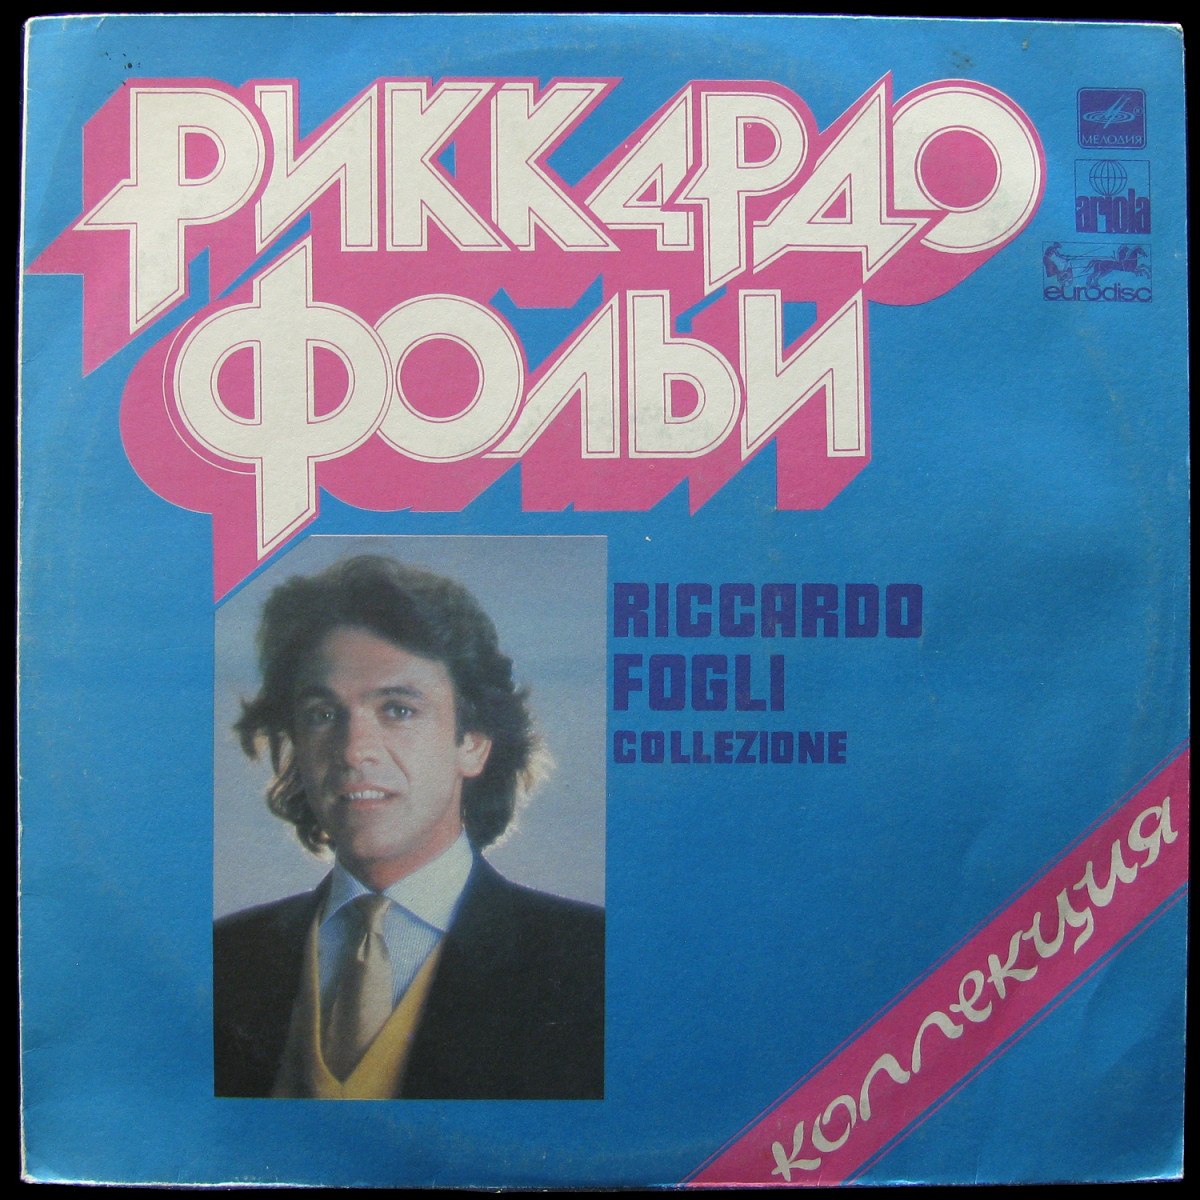 РИККАРДО
ФОЛЬИ
МЕЛОДИЯ
ariola
eurodisc
RICCARDO
FOGLI
COLLEZIONE
коллекция